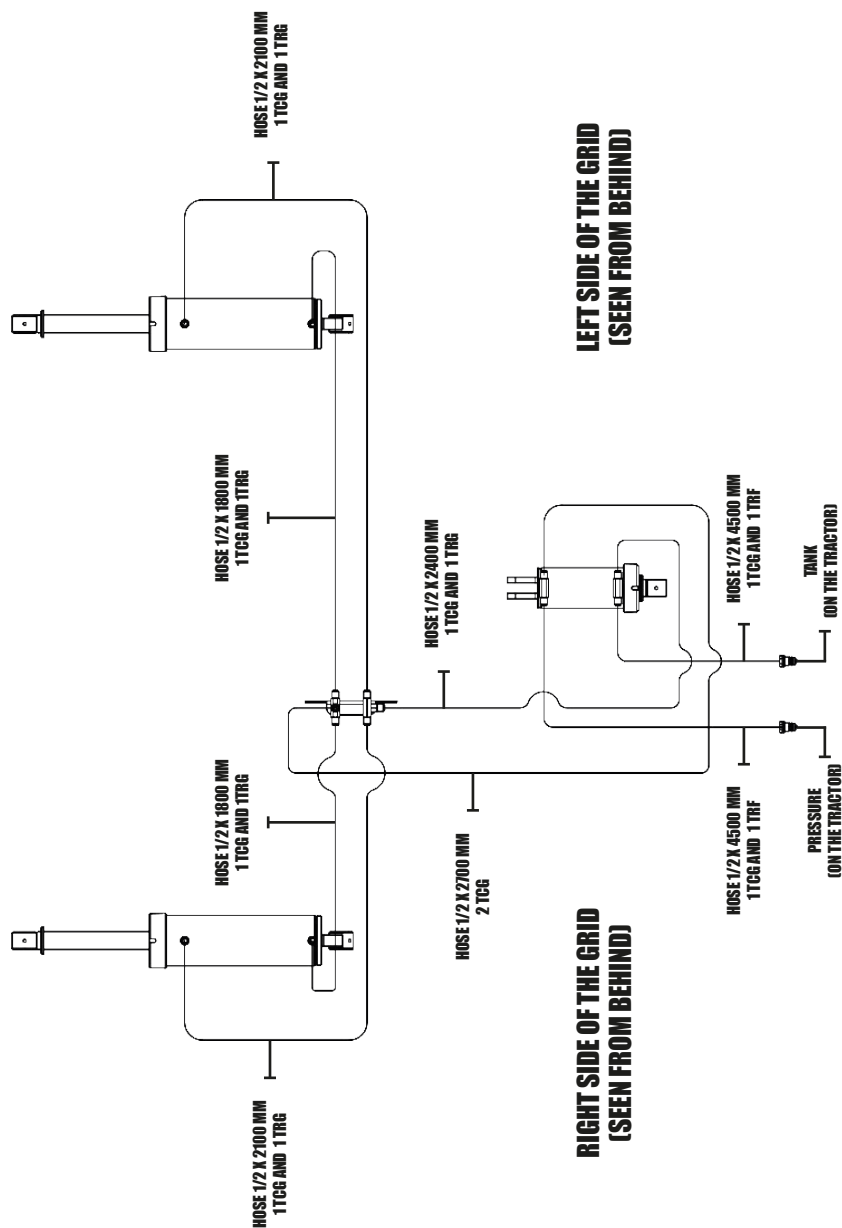 HOSE 1/2 X 1800 MM
1 TCG AND 1TRG
HOSE 1/2 X 1800 MM
1 TCG AND 1TRG
HOSE 1/2 X 2100 MM
1 TCG AND 1 TRG
HOSE 1/2 X 2100 MM
1 TCG AND 1 TRG
HOSE 1/2 X 2400 MM
1 TCG AND 1 TRG
HOSE 1/2 X 2700 MM
2 TCG
RIGHT SIDE OF THE GRID
(SEEN FROM BEHIND)
LEFT SIDE OF THE GRID
(SEEN FROM BEHIND)
HOSE 1/2 X 4500 MM
1 TCG AND 1 TRF
HOSE 1/2 X 4500 MM
1 TCG AND 1 TRF
PRESSURE
(ON THE TRACTOR)
TANK
(ON THE TRACTOR)